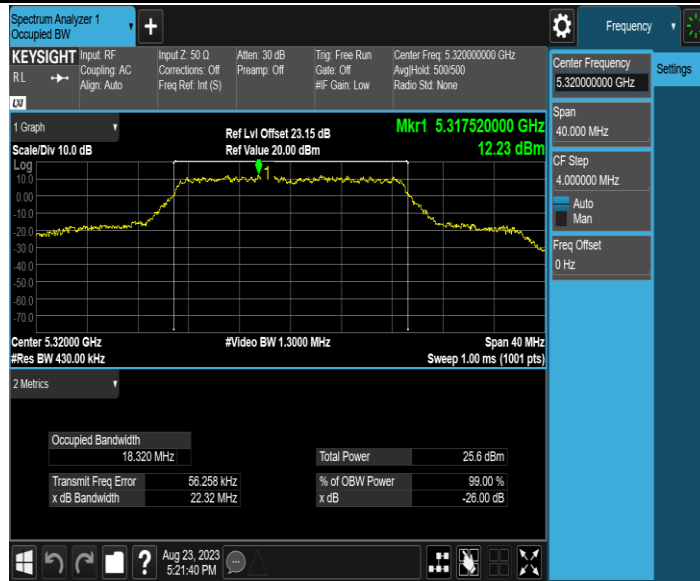 Spectrum Analyzer 1
Occupied BW
+
Frequency
KEYSIGHT
RL
LXI
Input: RF
Coupling: AC
Align: Auto
Input Z: 50 Ω
Corrections: Off
Freq Ref: Int (S)
Atten: 30 dB
Preamp: Off
Trig: Free Run
Gate: Off
#IF Gain: Low
Center Freq: 5.320000000 GHz
Avg|Hold: 500/500
Radio Std: None
Center Frequency
5.320000000 GHz
Settings
Span
40.000 MHz
CF Step
4.000000 MHz
Auto
Man
Freq Offset
0 Hz
1 Graph
Scale/Div 10.0 dB
Ref Lvl Offset 23.15 dB
Ref Value 20.00 dBm
Mkr1 5.317520000 GHz
12.23 dBm
Log
10.0
0.00
-10.0
-20.0
-30.0
-40.0
-50.0
-60.0
-70.0
1
Center 5.32000 GHz
#Res BW 430.00 kHz
#Video BW 1.3000 MHz
Span 40 MHz
Sweep 1.00 ms (1001 pts)
2 Metrics
Occupied Bandwidth
18.320 MHz
Transmit Freq Error 56.258 kHz
x dB Bandwidth 22.32 MHz
Total Power 25.6 dBm
% of OBW Power 99.00 %
x dB -26.00 dB
?
Aug 23, 2023
5:21:40 PM